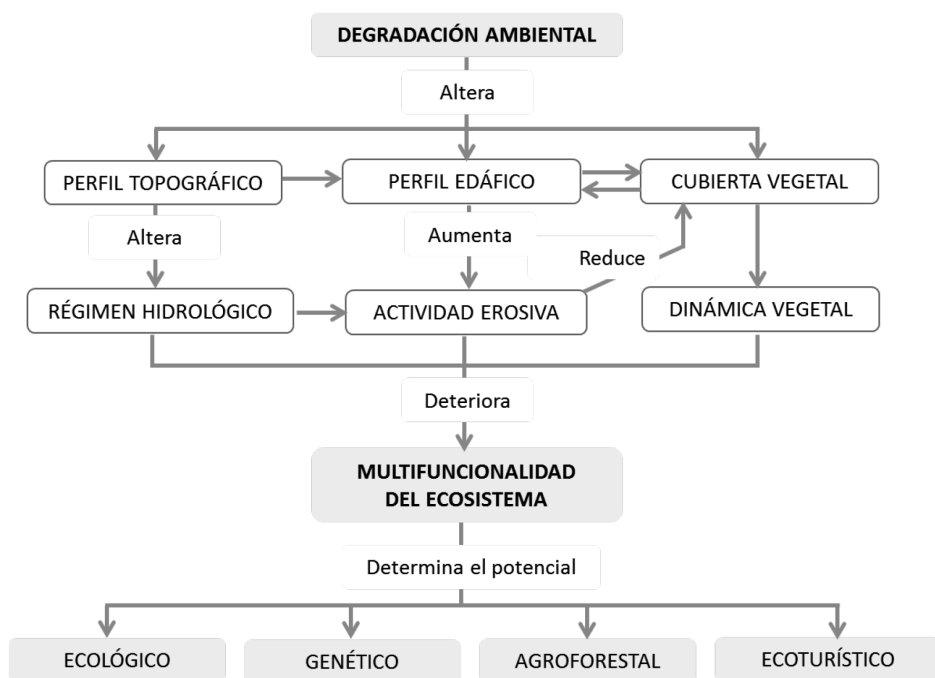 DEGRADACIÓN AMBIENTAL
Altera
PERFIL TOPOGRÁFICO
PERFIL EDÁFICO
CUBIERTA VEGETAL
Altera
Aumenta
Reduce
RÉGIMEN HIDROLÓGICO
ACTIVIDAD EROSIVA
DINÁMICA VEGETAL
Deteriora
MULTIFUNCIONALIDAD
DEL ECOSISTEMA
Determina el potencial
ECOLÓGICO
GENÉTICO
AGROFORESTAL
ECOTURÍSTICO